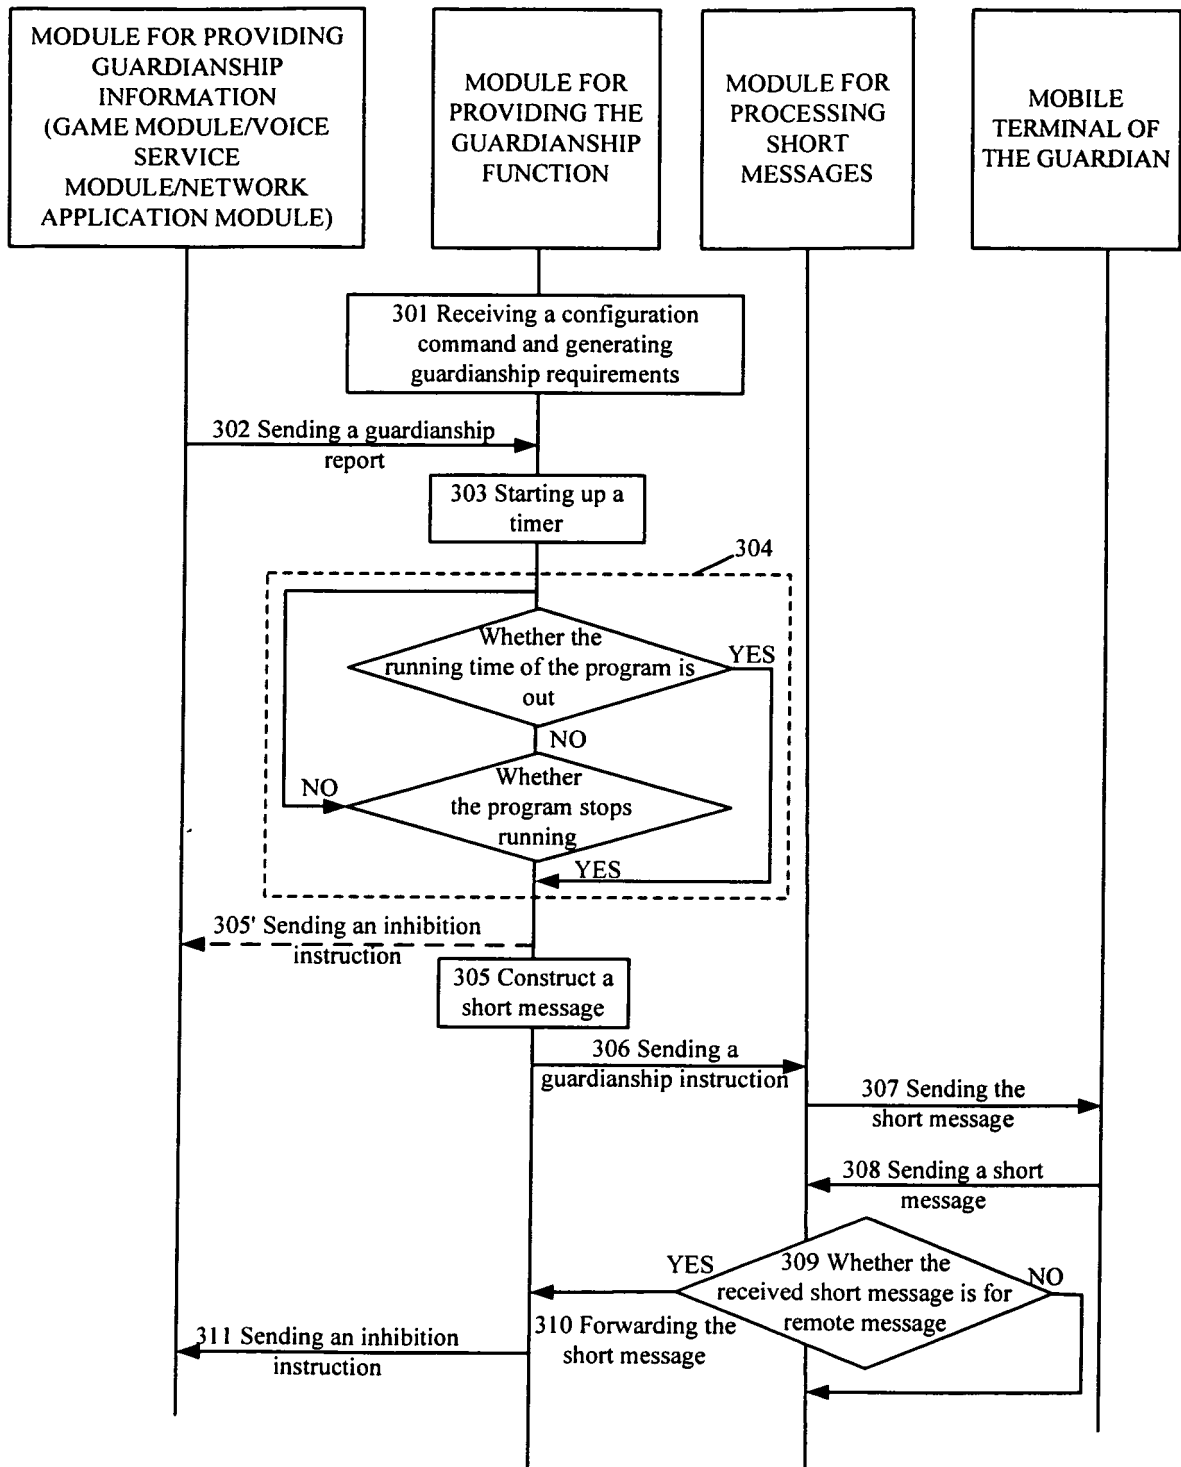 MODULE FOR PROVIDING
GUARDIANSHIP
INFORMATION
(GAME MODULE/VOICE
SERVICE
MODULE/NETWORK
APPLICATION MODULE)
MODULE FOR
PROVIDING THE
GUARDIANSHIP
FUNCTION
MODULE FOR
PROCESSING
SHORT
MESSAGES
MOBILE
TERMINAL OF
THE GUARDIAN
301 Receiving a configuration
command and generating
guardianship requirements
302 Sending a guardianship
report
303 Starting up a
timer
304
Whether the
running time of the program is
out
YES
NO
NO
Whether
the program stops
running
YES
305' Sending an inhibition
instruction
305 Construct a
short message
306 Sending a
guardianship instruction
307 Sending the
short message
308 Sending a short
message
YES
309 Whether the
received short message is for
remote message
NO
310 Forwarding the
short message
311 Sending an inhibition
instruction